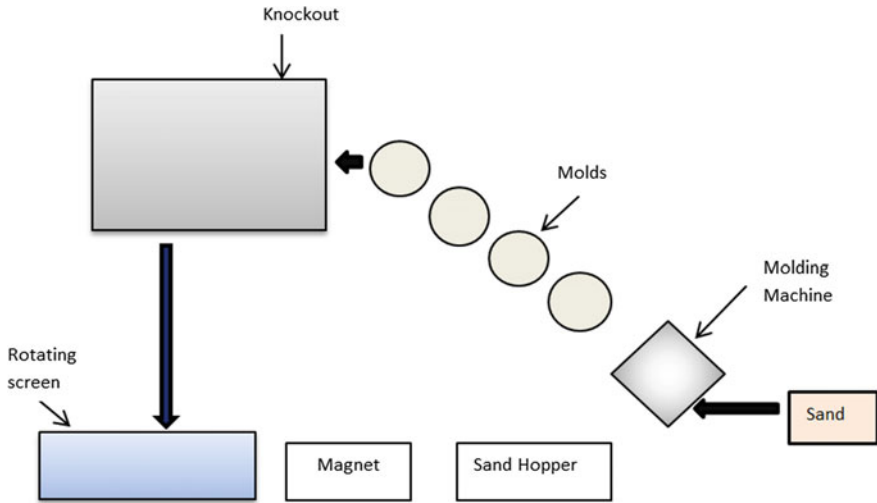 Knockout
Molds
Molding
Machine
Rotating
screen
Sand
Magnet
Sand Hopper